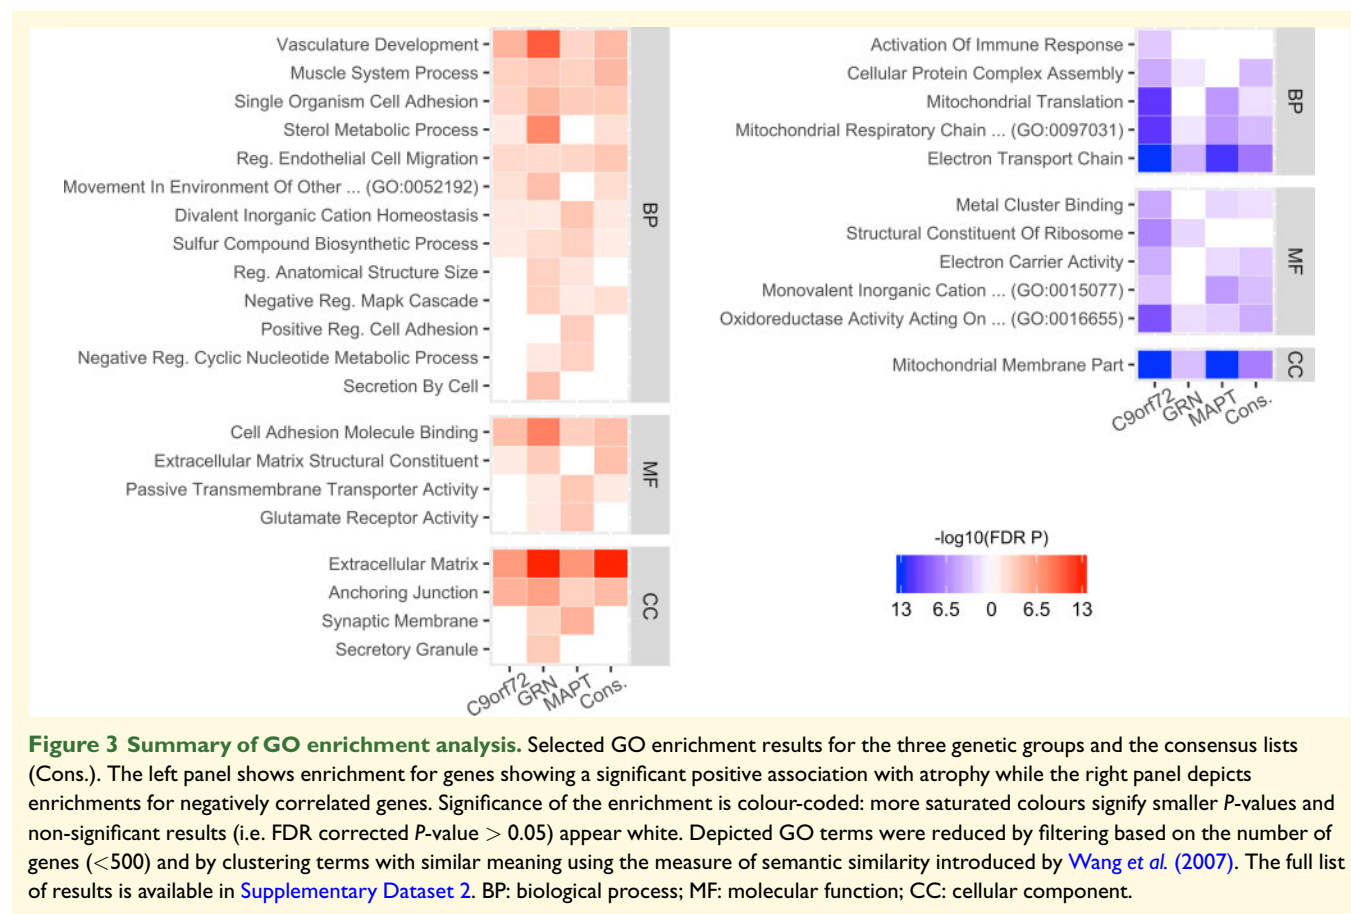 Vasculature Development
Muscle System Process
Single Organism Cell Adhesion
Sterol Metabolic Process
Reg. Endothelial Cell Migration
Movement In Environment Of Other ... (GO:0052192)
Divalent Inorganic Cation Homeostasis
Sulfur Compound Biosynthetic Process
Reg. Anatomical Structure Size
Negative Reg. Mapk Cascade
Positive Reg. Cell Adhesion
Negative Reg. Cyclic Nucleotide Metabolic Process
Secretion By Cell
BP
Cell Adhesion Molecule Binding
Extracellular Matrix Structural Constituent
Passive Transmembrane Transporter Activity
Glutamate Receptor Activity
MF
Extracellular Matrix
Anchoring Junction
Synaptic Membrane
Secretory Granule
CC
C9orf72 GRN MAPT Cons.
Activation Of Immune Response
Cellular Protein Complex Assembly
Mitochondrial Translation
Mitochondrial Respiratory Chain ... (GO:0097031)
Electron Transport Chain
BP
Metal Cluster Binding
Structural Constituent Of Ribosome
Electron Carrier Activity
Monovalent Inorganic Cation ... (GO:0015077)
Oxidoreductase Activity Acting On ... (GO:0016655)
MF
Mitochondrial Membrane Part
CC
C9orf72 GRN MAPT Cons.
-log10(FDR P)
13 6.5 0 6.5 13
Figure 3 Summary of GO enrichment analysis. Selected GO enrichment results for the three genetic groups and the consensus lists
(Cons.). The left panel shows enrichment for genes showing a significant positive association with atrophy while the right panel depicts
enrichments for negatively correlated genes. Significance of the enrichment is colour-coded: more saturated colours signify smaller P-values and
non-significant results (i.e. FDR corrected P-value > 0.05) appear white. Depicted GO terms were reduced by filtering based on the number of
genes (<500) and by clustering terms with similar meaning using the measure of semantic similarity introduced by Wang et al. (2007). The full list
of results is available in Supplementary Dataset 2. BP: biological process; MF: molecular function; CC: cellular component.